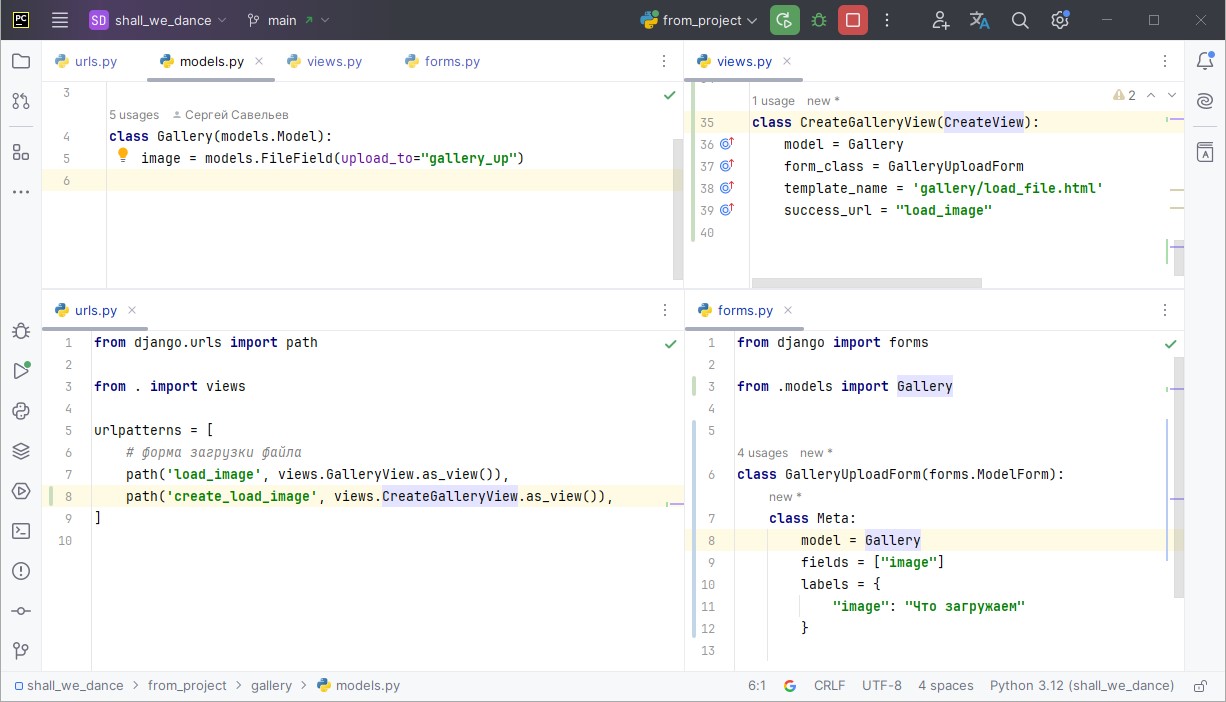 PC SD shall_we_dance main from_project
urls.py models.py views.py forms.py
3
5 usages Сергей Савельев
4 class Gallery(models.Model):
5 image = models.FileField(upload_to="gallery_up")
6
views.py
1 usage new * 2
35 class CreateGalleryView(CreateView):
36 model = Gallery
37 form_class = GalleryUploadForm
38 template_name = 'gallery/load_file.html'
39 success_url = "load_image"
40
urls.py
1 from django.urls import path
2
3 from . import views
4
5 urlpatterns = [
6 # форма загрузки файла
7 path('load_image', views.GalleryView.as_view()),
8 path('create_load_image', views.CreateGalleryView.as_view()),
9 ]
10
forms.py
1 from django import forms
2
3 from .models import Gallery
4
5
4 usages new *
6 class GalleryUploadForm(forms.ModelForm):
new *
7 class Meta:
8 model = Gallery
9 fields = ["image"]
10 labels = {
11 "image": "Что загружаем"
12 }
13
shall_we_dance > from_project > gallery > models.py 6:1 CRLF UTF-8 4 spaces Python 3.12 (shall_we_dance)